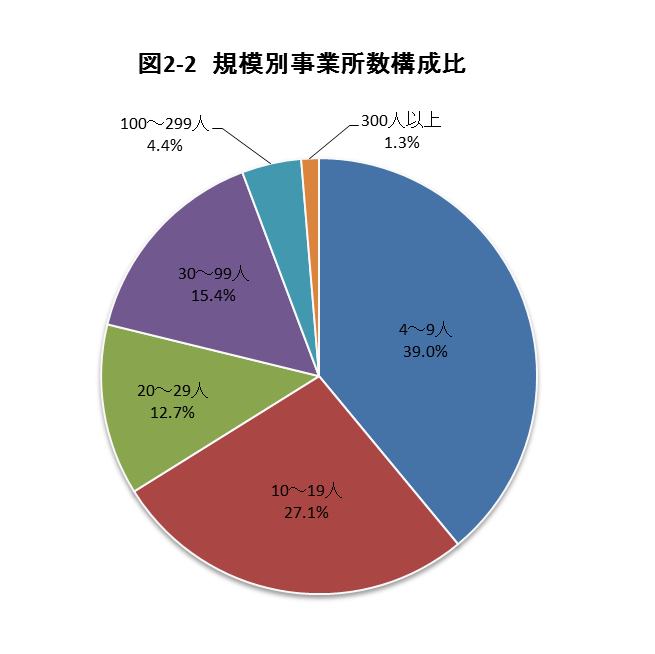 図2-2 規模別事業所数構成比
100～299人
4.4%
300人以上
1.3%
30～99人
15.4%
4～9人
39.0%
20～29人
12.7%
10～19人
27.1%